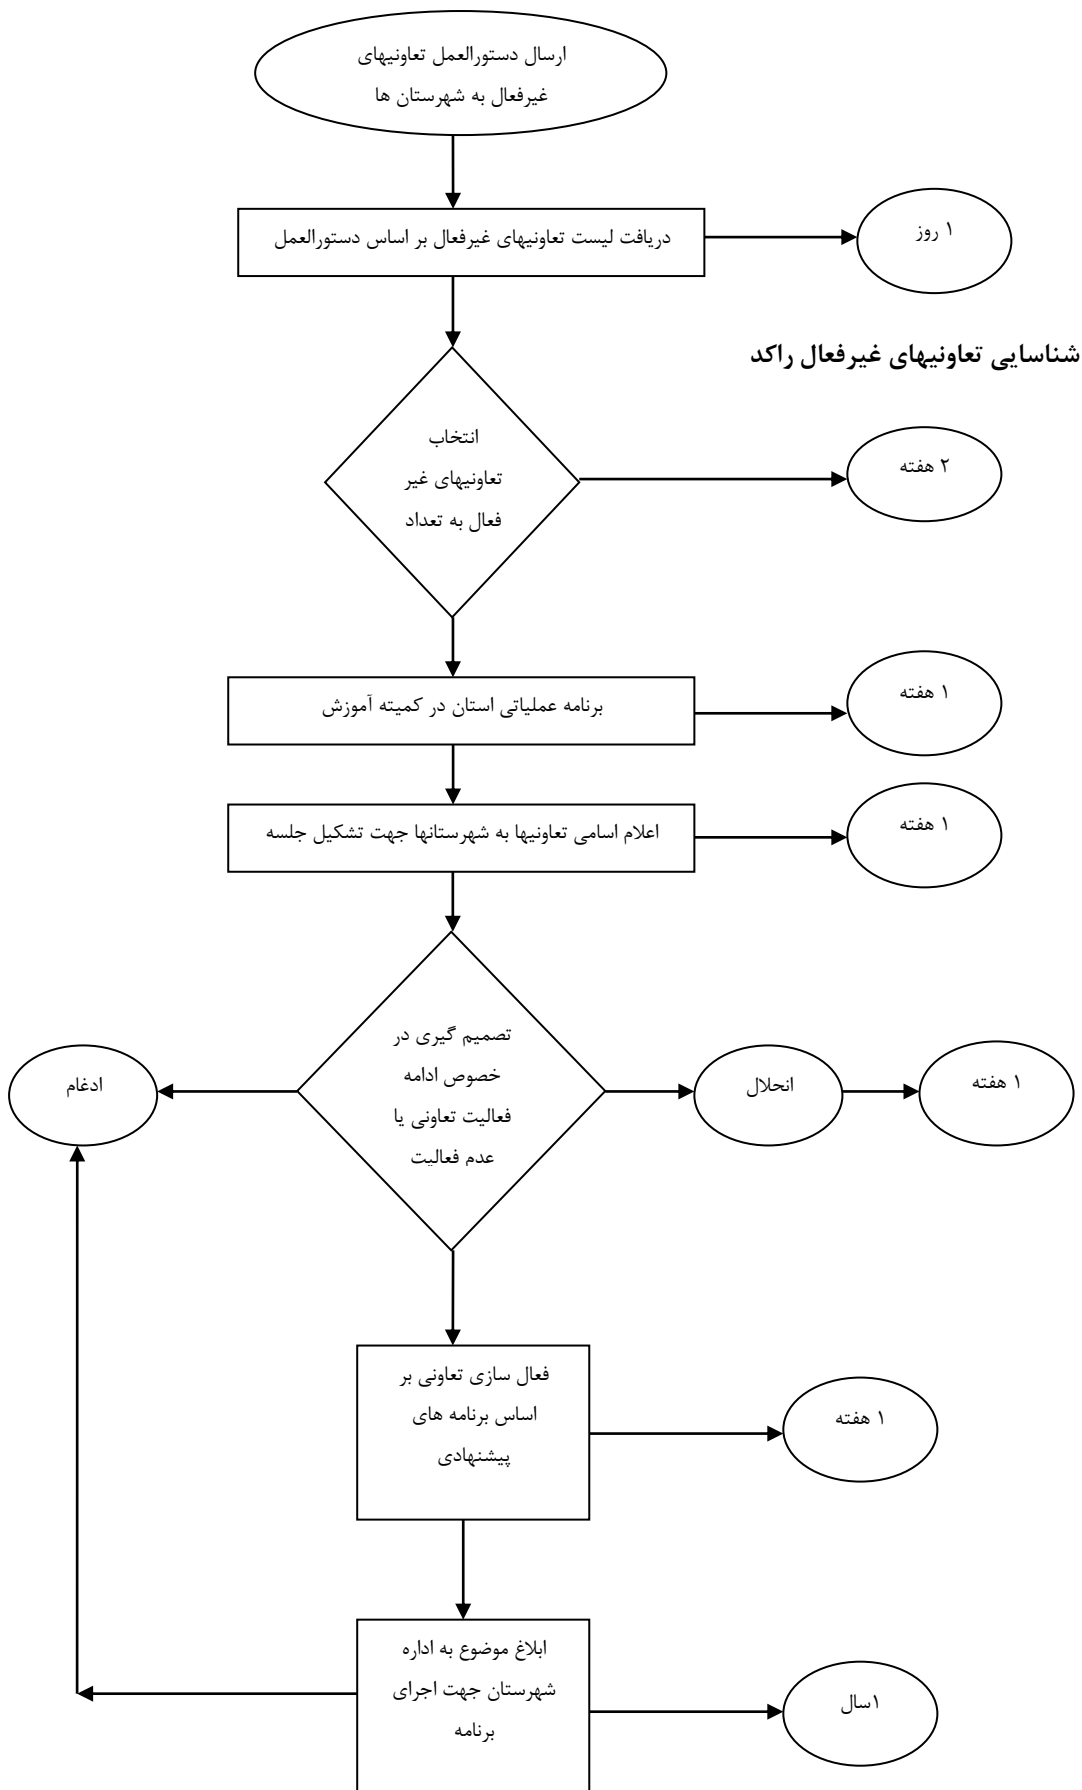 ارسال دستورالعمل تعاونیهای
غیرفعال به شهرستان ها
دریافت لیست تعاونیهای غیرفعال بر اساس دستورالعمل
۱ روز
شناسایی تعاونیهای غیرفعال راکد
انتخاب
تعاونیهای غیر
فعال به تعداد
۲ هفته
برنامه عملیاتی استان در کمیته آموزش
۱ هفته
اعلام اسامی تعاونیها به شهرستانها جهت تشکیل جلسه
۱ هفته
تصمیم گیری در
خصوص ادامه
فعالیت تعاونی یا
عدم فعالیت
ادغام
انحلال
۱ هفته
فعال سازی تعاونی بر
اساس برنامه های
پیشنهادی
۱ هفته
ابلاغ موضوع به اداره
شهرستان جهت اجرای
برنامه
۱سال